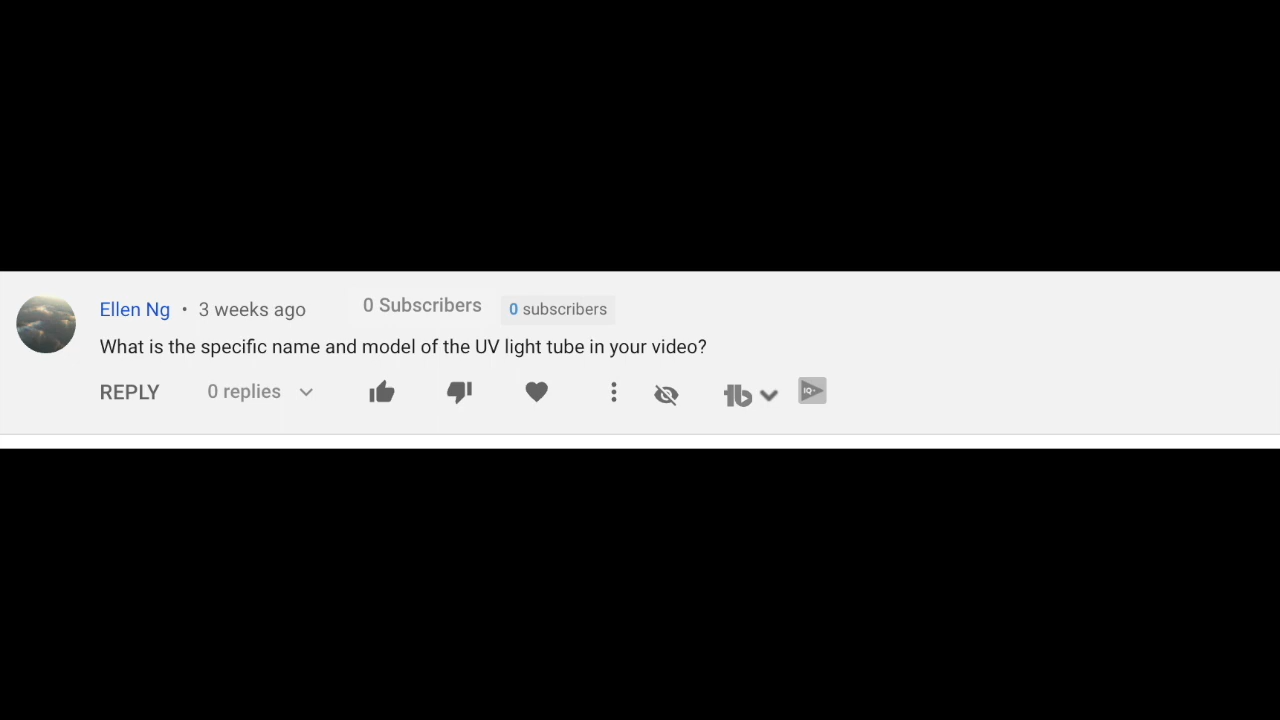 Ellen Ng • 3 weeks ago 0 Subscribers 0 subscribers
What is the specific name and model of the UV light tube in your video?
REPLY 0 replies IQ+